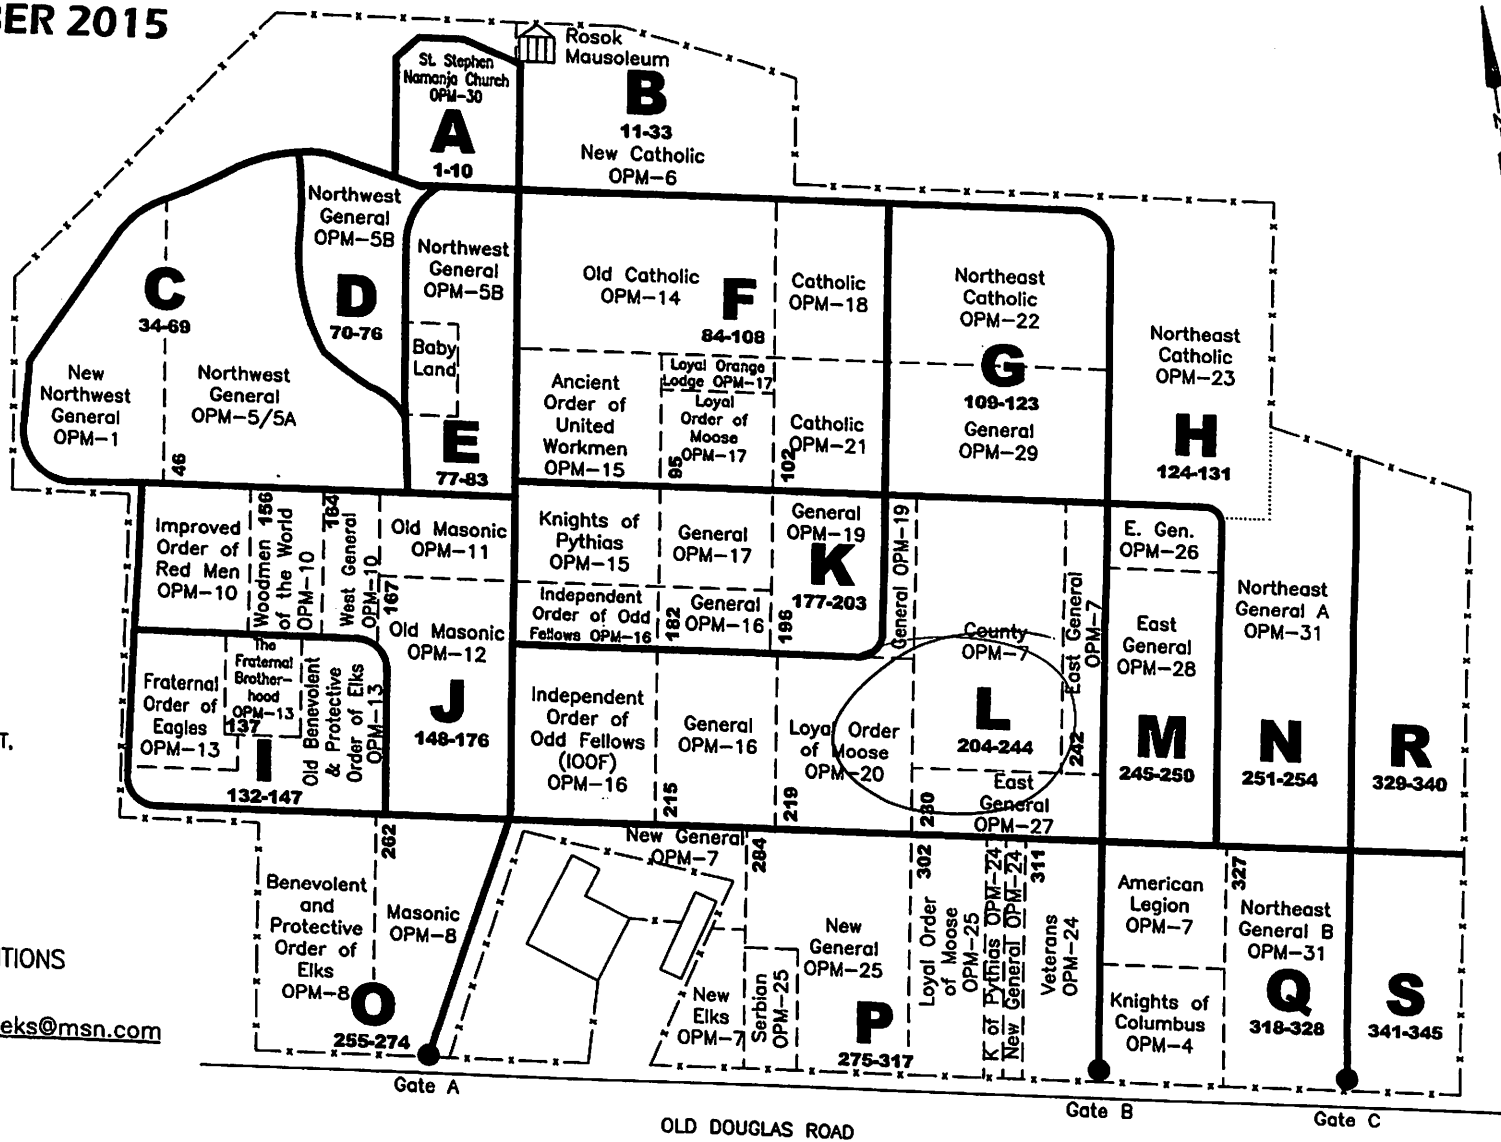 BER 2015
Rosok
Mausoleum
St. Stephen
Nemanja Church
OPM-30
A
1-10
B
11-33
New Catholic
OPM-6
Northwest
General
OPM-5B
D
70-76
Northwest
General
OPM-5B
Baby
Land
E
77-83
C
34-69
New
Northwest
General
OPM-1
Northwest
General
OPM-5/5A
46
Old Catholic
OPM-14
F
84-108
Catholic
OPM-18
Ancient
Order of
United
Workmen
OPM-15
Loyal Orange
Lodge OPM-17
Loyal
Order of
Moose
OPM-17
95
102
Catholic
OPM-21
Northeast
Catholic
OPM-22
G
109-123
General
OPM-29
Northeast
Catholic
OPM-23
H
124-131
Improved
Order of
Red Men
OPM-10
Woodmen 156
of the World
OPM-10
164
West General
OPM-10
167
Old Masonic
OPM-11
Old Masonic
OPM-12
J
148-176
Fraternal
Order of
Eagles
OPM-13
The
Fraternal
Brother-
hood
OPM-13
137
Old Benevolent
& Protective
Order of Elks
OPM-13
I
132-147
Knights of
Pythias
OPM-15
General
OPM-17
General
OPM-19
K
177-203
Independent
Order of Odd
Fellows OPM-16
182
General
OPM-16
198
General OPM-19
Independent
Order of
Odd Fellows
(IOOF)
OPM-16
General
OPM-16
215
Loyal Order
of Moose
OPM-20
219
County
OPM-7
L
204-244
East General
OPM-7
242
230
East
General
OPM-27
E. Gen.
OPM-26
East
General
OPM-28
M
245-250
Northeast
General A
OPM-31
N
251-254
R
329-340
T.
262
Benevolent
and
Protective
Order of
Elks
OPM-8
Masonic
OPM-8
O
255-274
New General
OPM-7
284
New
Elks
OPM-7
Serbian
OPM-25
New
General
OPM-25
P
275-317
302
Loyal Order
of Moose
OPM-25
K of Pythias OPM-24
New General OPM-24
311
Veterans
OPM-24
American
Legion
OPM-7
Knights of
Columbus
OPM-4
327
Northeast
General B
OPM-31
Q
318-328
S
341-345
TIONS
eks@msn.com
Gate A
Gate B
Gate C
OLD DOUGLAS ROAD